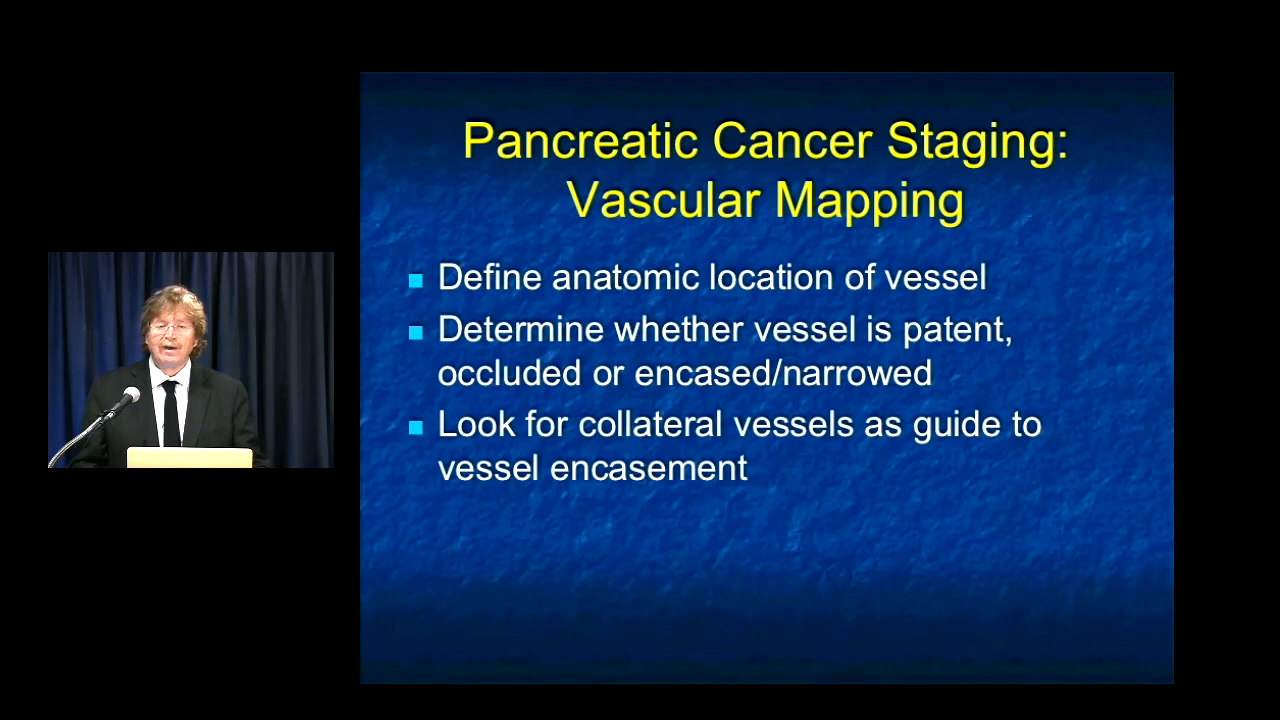 Pancreatic Cancer Staging:
Vascular Mapping
Define anatomic location of vessel
Determine whether vessel is patent,
occluded or encased/narrowed
Look for collateral vessels as guide to
vessel encasement